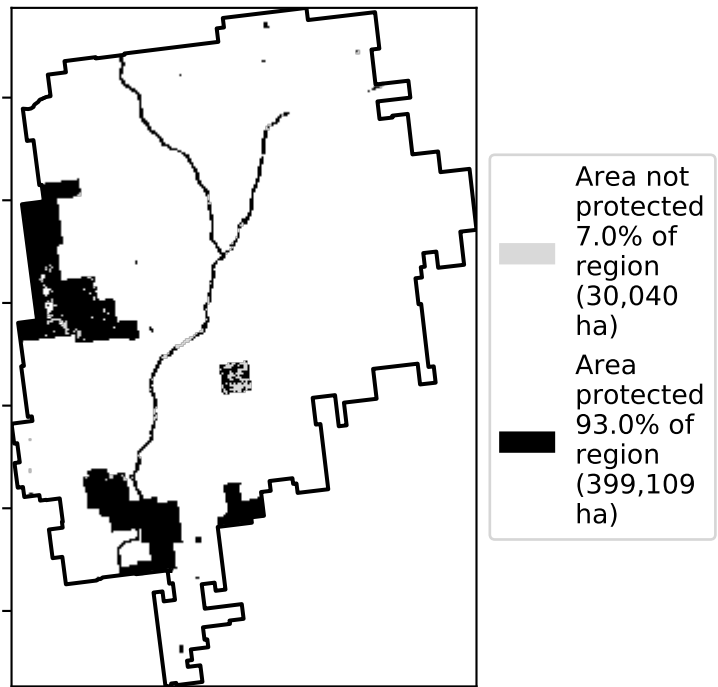 Area not
protected
7.0% of
region
(30,040
ha)
Area
protected
93.0% of
region
(399,109
ha)